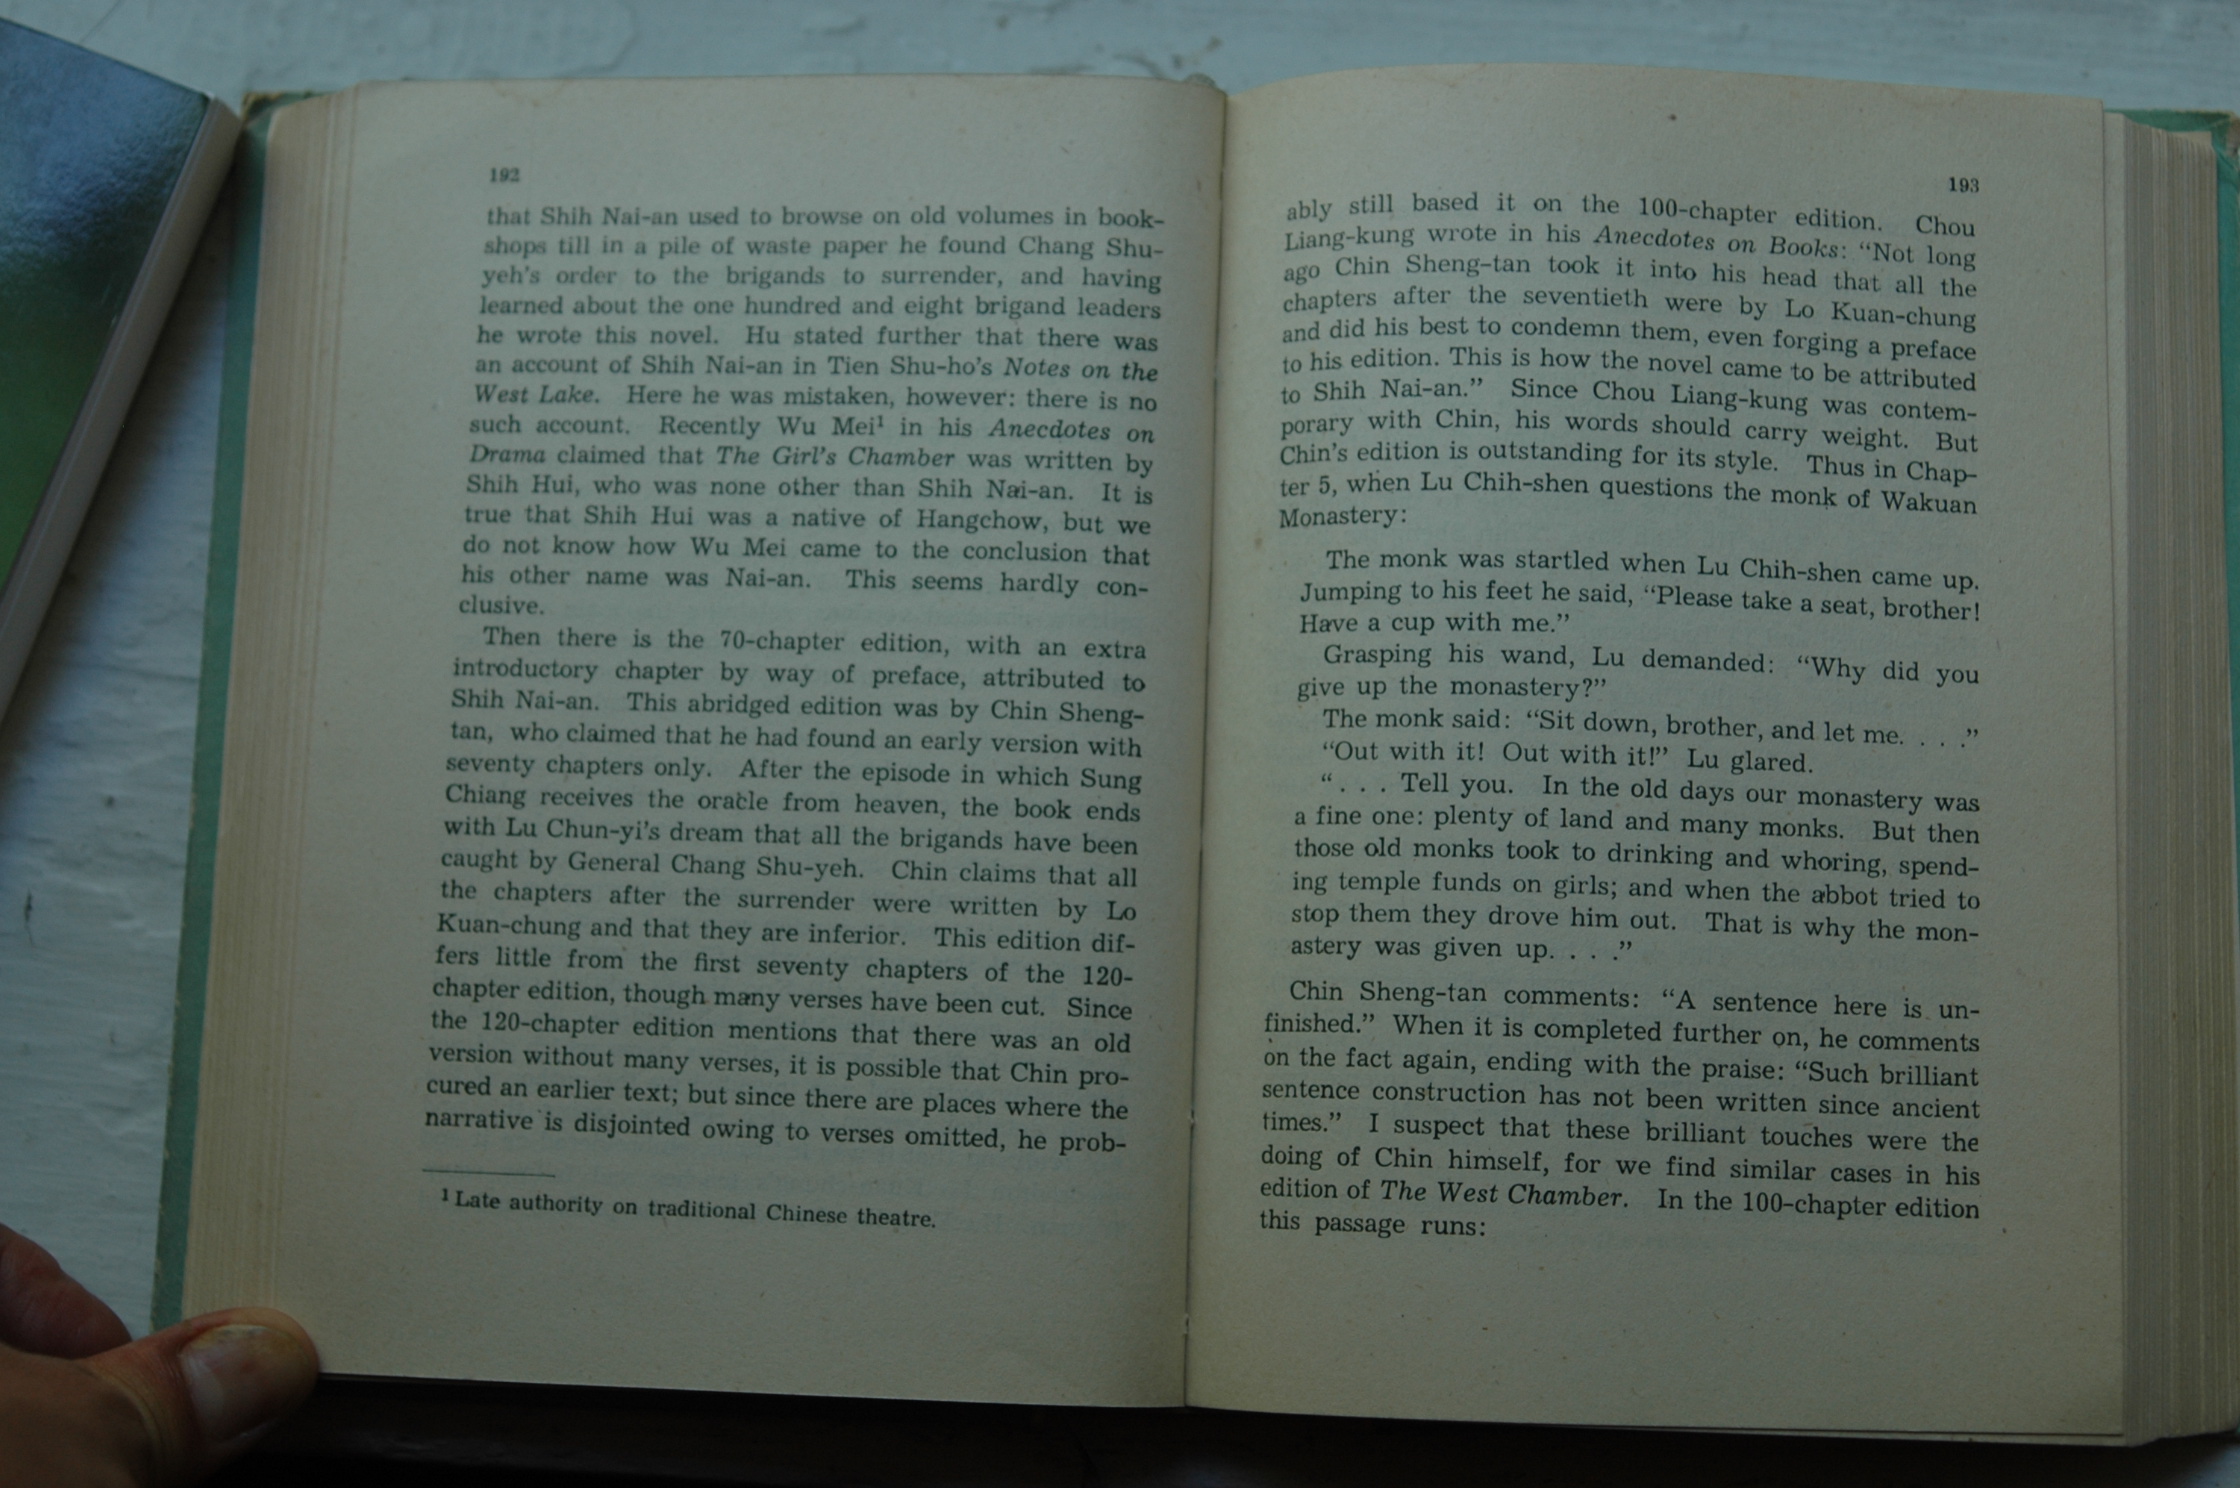 192
that Shih Nai-an used to browse on old volumes in book-
shops till in a pile of waste paper he found Chang Shu-
yeh's order to the brigands to surrender, and having
learned about the one hundred and eight brigand leaders
he wrote this novel. Hu stated further that there was
an account of Shih Nai-an in Tien Shu-ho's Notes on the
West Lake. Here he was mistaken, however: there is no
such account. Recently Wu Mei¹ in his Anecdotes on
Drama claimed that The Girl's Chamber was written by
Shih Hui, who was none other than Shih Nai-an. It is
true that Shih Hui was a native of Hangchow, but we
do not know how Wu Mei came to the conclusion that
his other name was Nai-an. This seems hardly con-
clusive.
Then there is the 70-chapter edition, with an extra
introductory chapter by way of preface, attributed to
Shih Nai-an. This abridged edition was by Chin Sheng-
tan, who claimed that he had found an early version with
seventy chapters only. After the episode in which Sung
Chiang receives the oracle from heaven, the book ends
with Lu Chun-yi's dream that all the brigands have been
caught by General Chang Shu-yeh. Chin claims that all
the chapters after the surrender were written by Lo
Kuan-chung and that they are inferior. This edition dif-
fers little from the first seventy chapters of the 120-
chapter edition, though many verses have been cut. Since
the 120-chapter edition mentions that there was an old
version without many verses, it is possible that Chin pro-
cured an earlier text; but since there are places where the
narrative is disjointed owing to verses omitted, he prob-
¹ Late authority on traditional Chinese theatre.
193
ably still based it on the 100-chapter edition. Chou
Liang-kung wrote in his Anecdotes on Books: “Not long
ago Chin Sheng-tan took it into his head that all the
chapters after the seventieth were by Lo Kuan-chung
and did his best to condemn them, even forging a preface
to his edition. This is how the novel came to be attributed
to Shih Nai-an.” Since Chou Liang-kung was contem-
porary with Chin, his words should carry weight. But
Chin's edition is outstanding for its style. Thus in Chap-
ter 5, when Lu Chih-shen questions the monk of Wakuan
Monastery:
The monk was startled when Lu Chih-shen came up.
Jumping to his feet he said, “Please take a seat, brother!
Have a cup with me.”
Grasping his wand, Lu demanded: “Why did you
give up the monastery?”
The monk said: “Sit down, brother, and let me. . . .”
“Out with it! Out with it!” Lu glared.
“. . . Tell you. In the old days our monastery was
a fine one: plenty of land and many monks. But then
those old monks took to drinking and whoring, spend-
ing temple funds on girls; and when the abbot tried to
stop them they drove him out. That is why the mon-
astery was given up. . . .”
Chin Sheng-tan comments: “A sentence here is un-
finished.” When it is completed further on, he comments
on the fact again, ending with the praise: “Such brilliant
sentence construction has not been written since ancient
times.” I suspect that these brilliant touches were the
doing of Chin himself, for we find similar cases in his
edition of The West Chamber. In the 100-chapter edition
this passage runs: